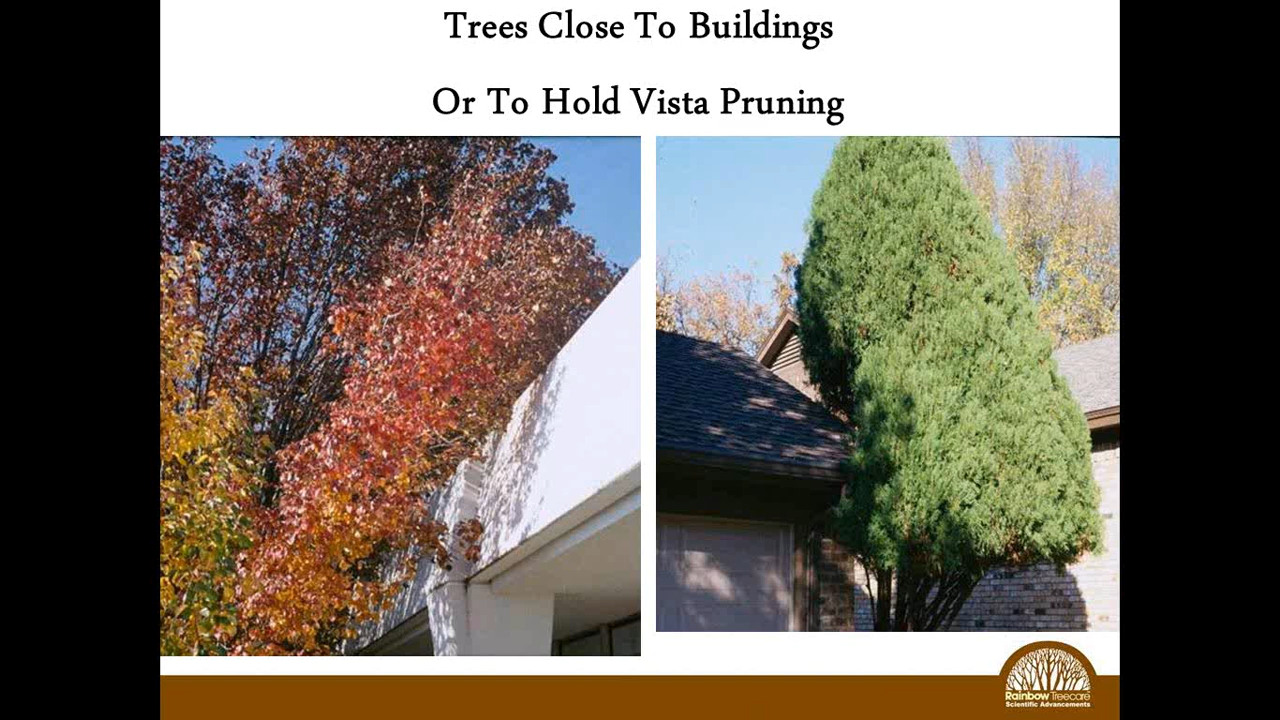 Trees Close To Buildings
Or To Hold Vista Pruning
Rainbow Treecare
Scientific Advancements